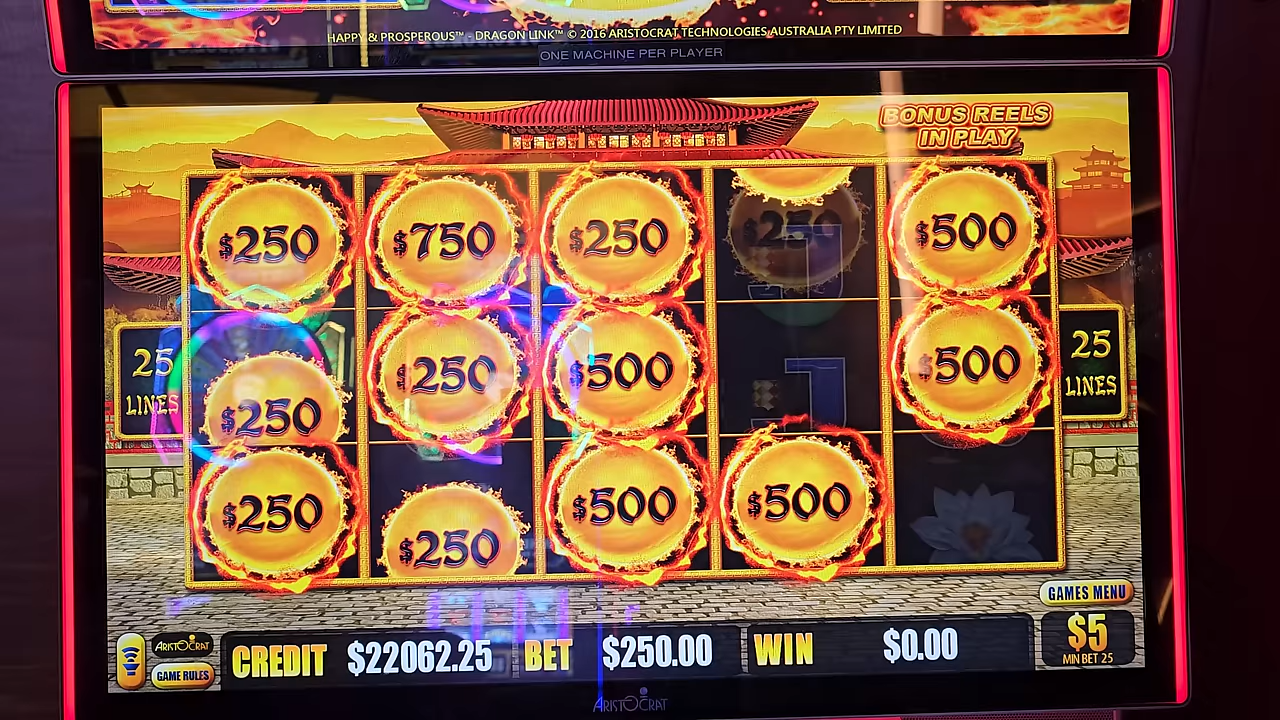 HAPPY & PROSPEROUS™ - DRAGON LINK™ © 2016 ARISTOCRAT TECHNOLOGIES AUSTRALIA PTY LIMITED
ONE MACHINE PER PLAYER
BONUS REELS
IN PLAY
$250 $750 $250 $250 $500
25 LINES
$250 $250 $500 $500
25 LINES
$250 $250 $500 $500
GAMES MENU
ARISTOCRAT
GAME RULES
CREDIT $22062.25 BET $250.00 WIN $0.00
$5
MIN BET 25
ARISTOCRAT